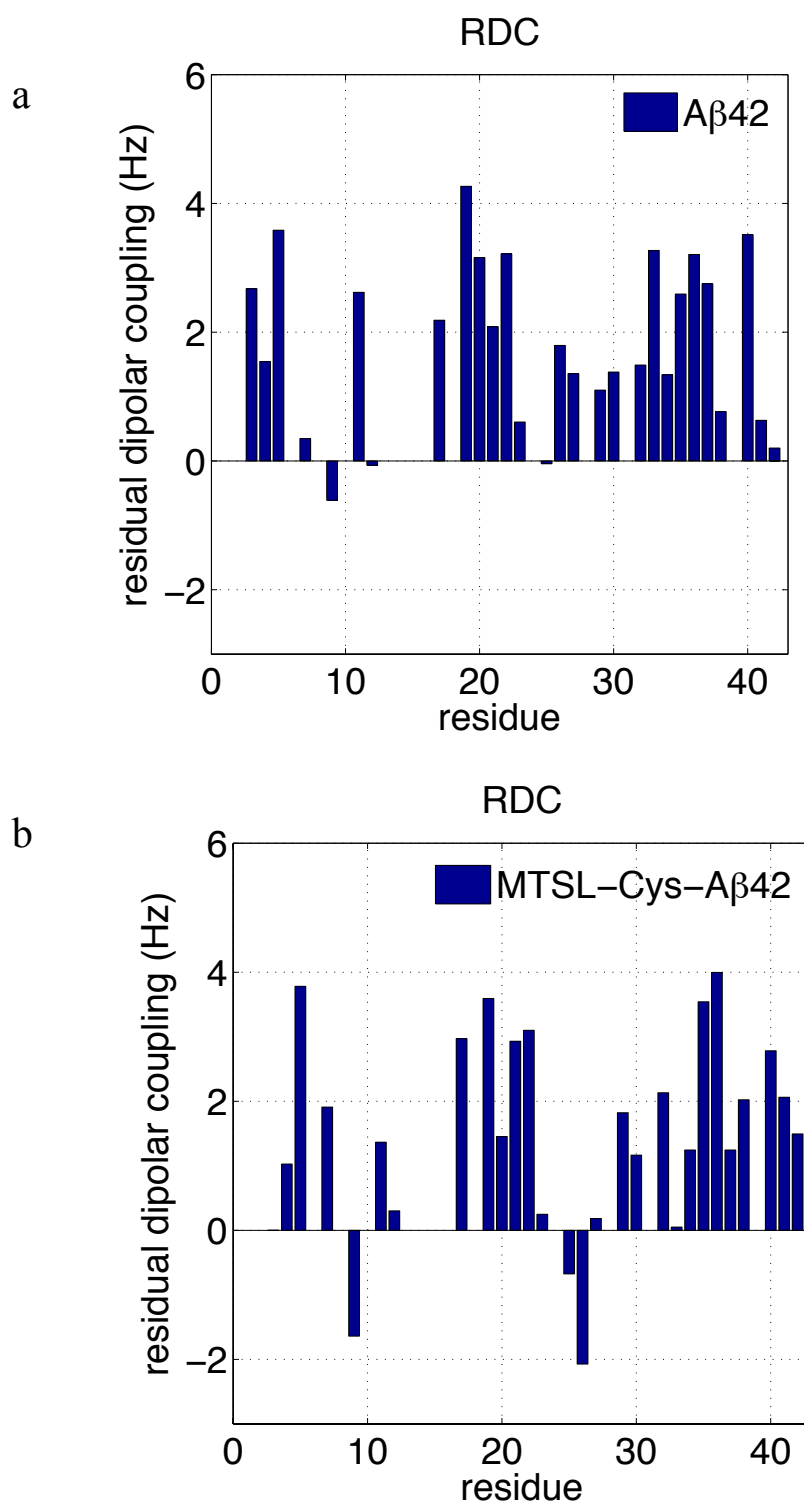 a
RDC
Aβ42
residual dipolar coupling (Hz)
6
4
2
0
−2
0 10 20 30 40
residue
b
RDC
MTSL−Cys−Aβ42
residual dipolar coupling (Hz)
6
4
2
0
−2
0 10 20 30 40
residue